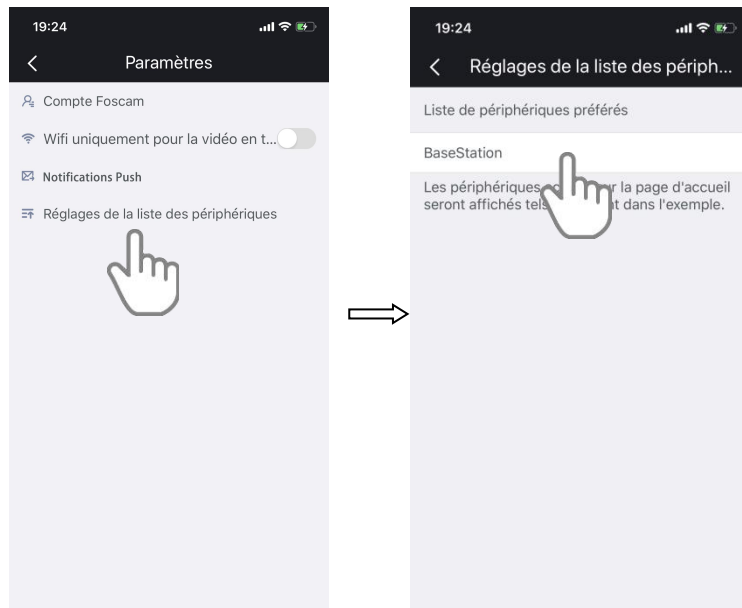 19:24
Paramètres
Compte Foscam
Wifi uniquement pour la vidéo en t...
Notifications Push
Réglages de la liste des périphériques
19:24
Réglages de la liste des périph...
Liste de périphériques préférés
BaseStation
Les périphériques la page d'accueil
seront affichés dans l'exemple.